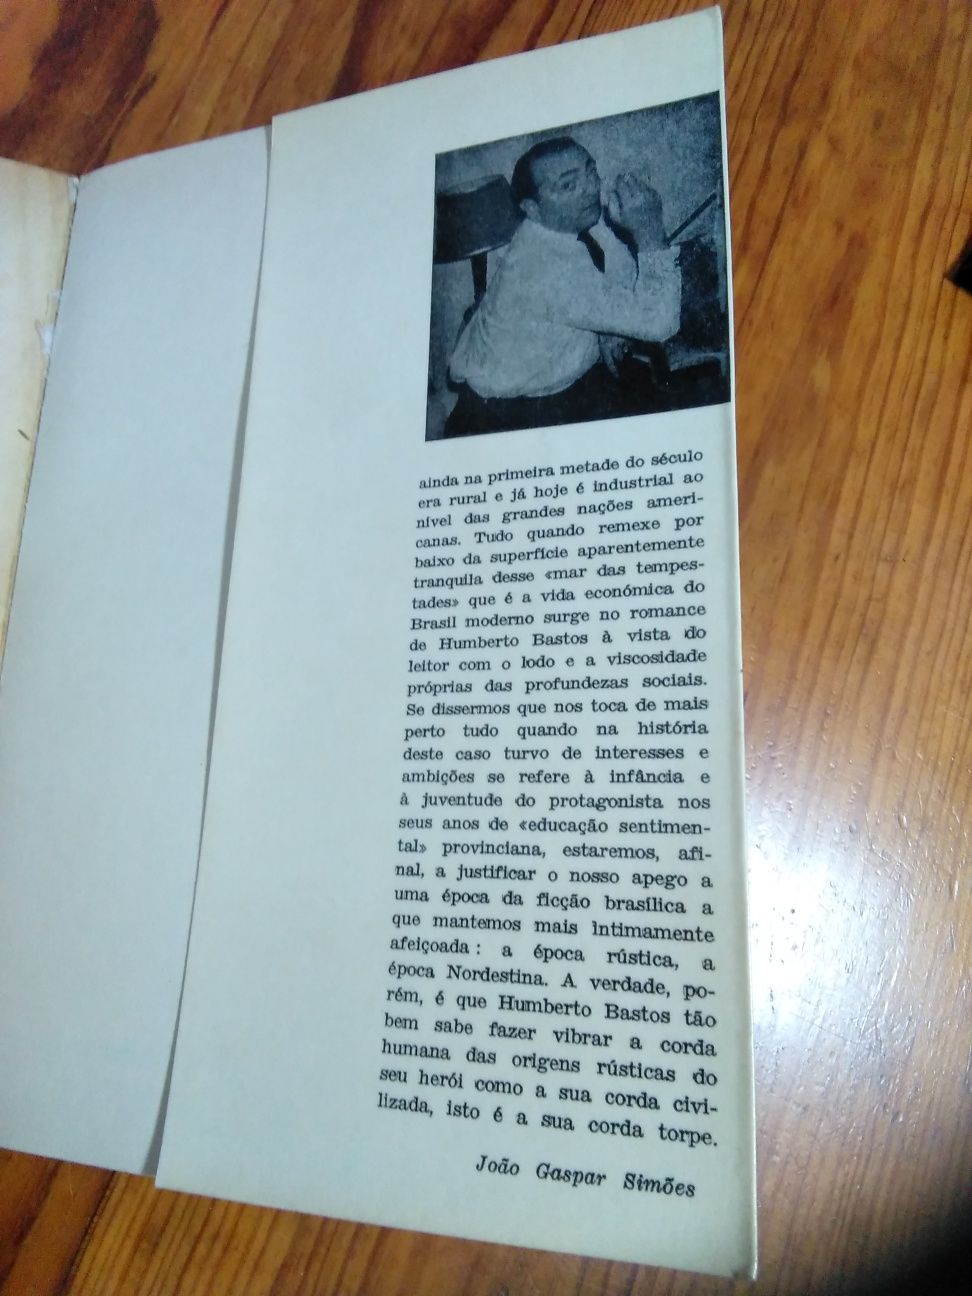 ainda na primeira metade do século
era rural e já hoje é industrial ao
nível das grandes nações ameri-
canas. Tudo quando remexe por
baixo da superfície aparentemente
tranquila desse «mar das tempes-
tades» que é a vida económica do
Brasil moderno surge no romance
de Humberto Bastos à vista do
leitor com o lodo e a viscosidade
próprias das profundezas sociais.
Se dissermos que nos toca de mais
perto tudo quando na história
deste caso turvo de interesses e
ambições se refere à infância e
à juventude do protagonista nos
seus anos de «educação sentimen-
tal» provinciana, estaremos, afi-
nal, a justificar o nosso apego a
uma época da ficção brasílica a
que mantemos mais intimamente
afeiçoada : a época rústica, a
época Nordestina. A verdade, po-
rém, é que Humberto Bastos tão
bem sabe fazer vibrar a corda
humana das origens rústicas do
seu herói como a sua corda civi-
lizada, isto é a sua corda torpe.
João Gaspar Simões